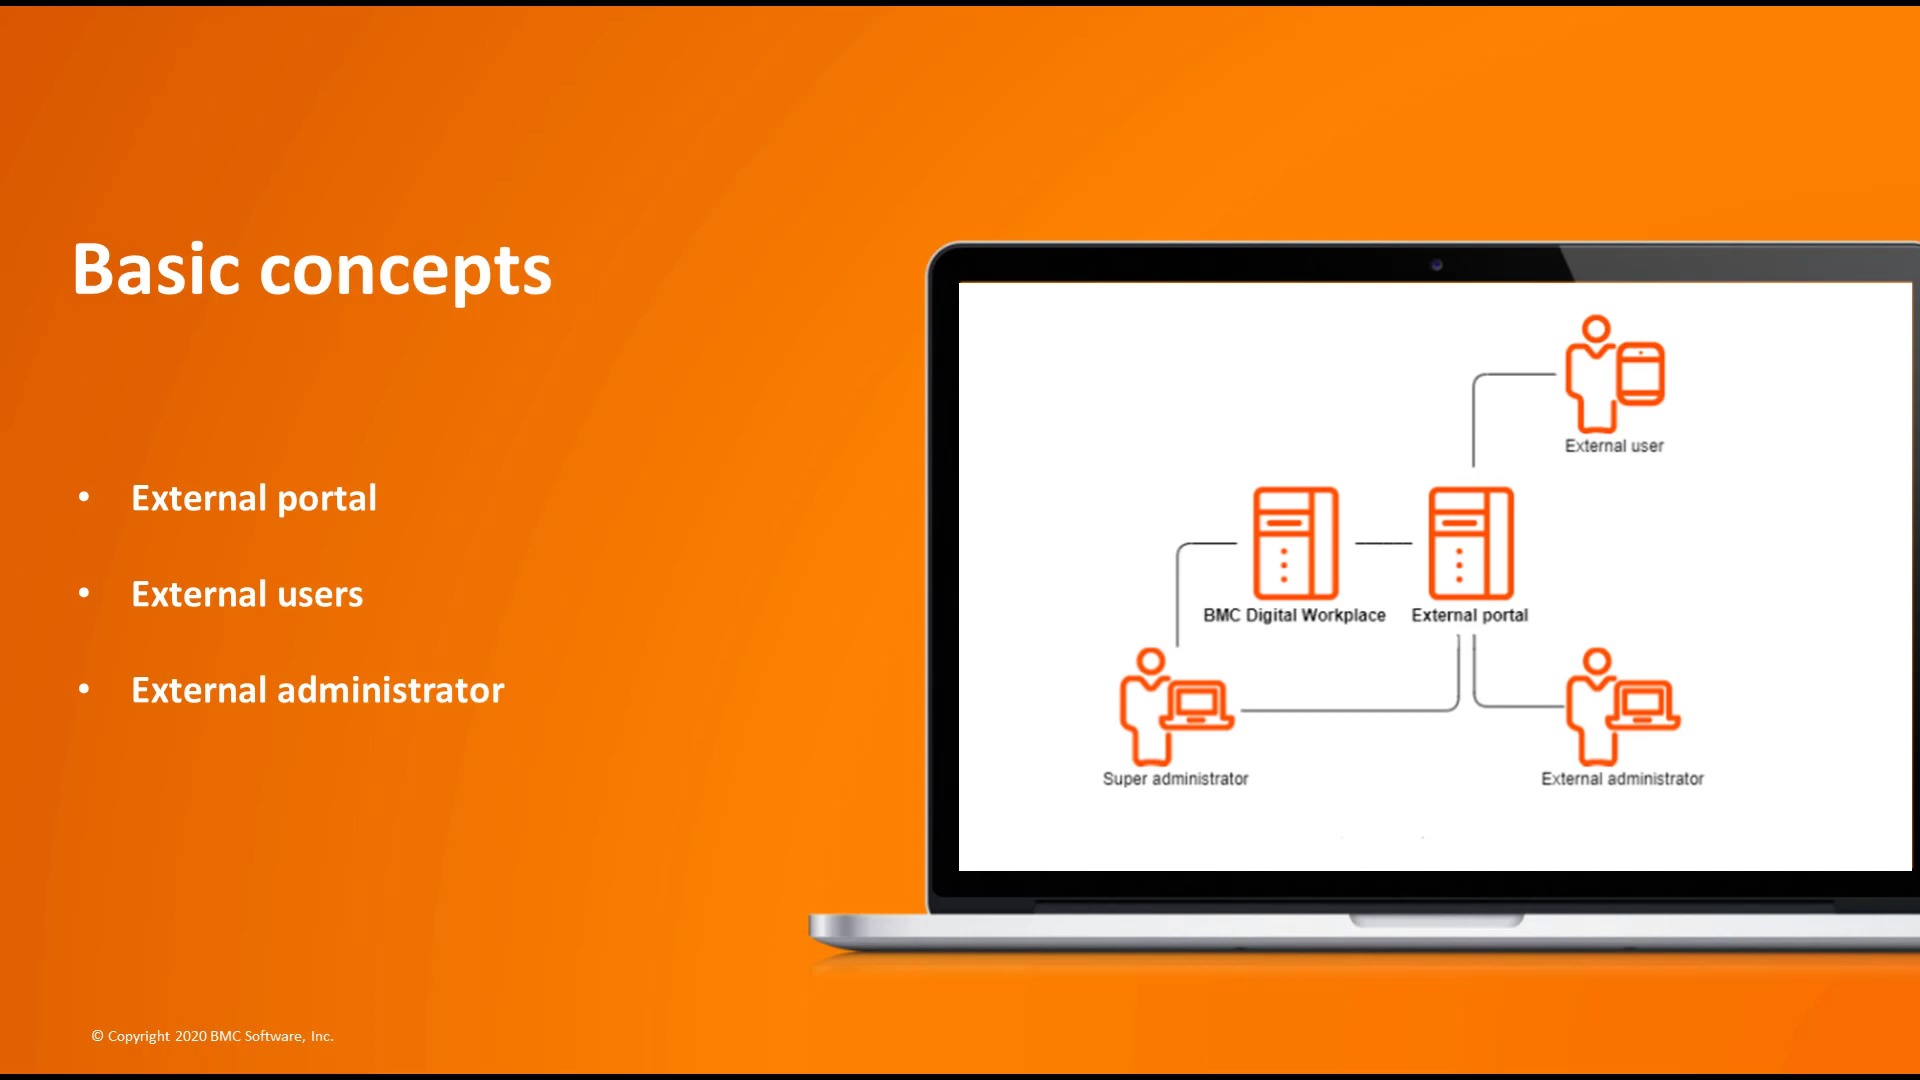 Basic concepts
• External portal
• External users
• External administrator
External user
BMC Digital Workplace
External portal
Super administrator
External administrator
© Copyright 2020 BMC Software, Inc.